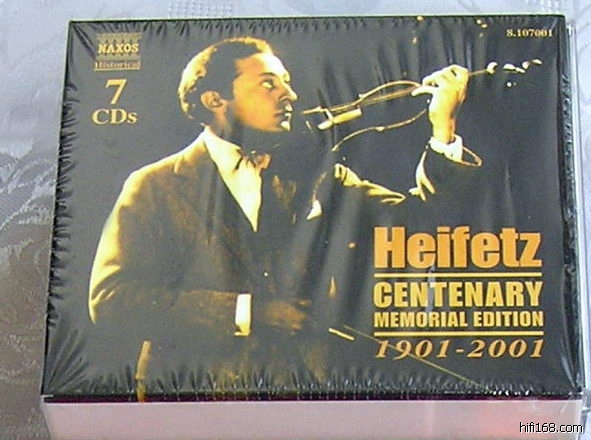 NAXOS
Historical
7
CDs
8.107001
Heifetz
CENTENARY
MEMORIAL EDITION
1901-2001
hifi168.com